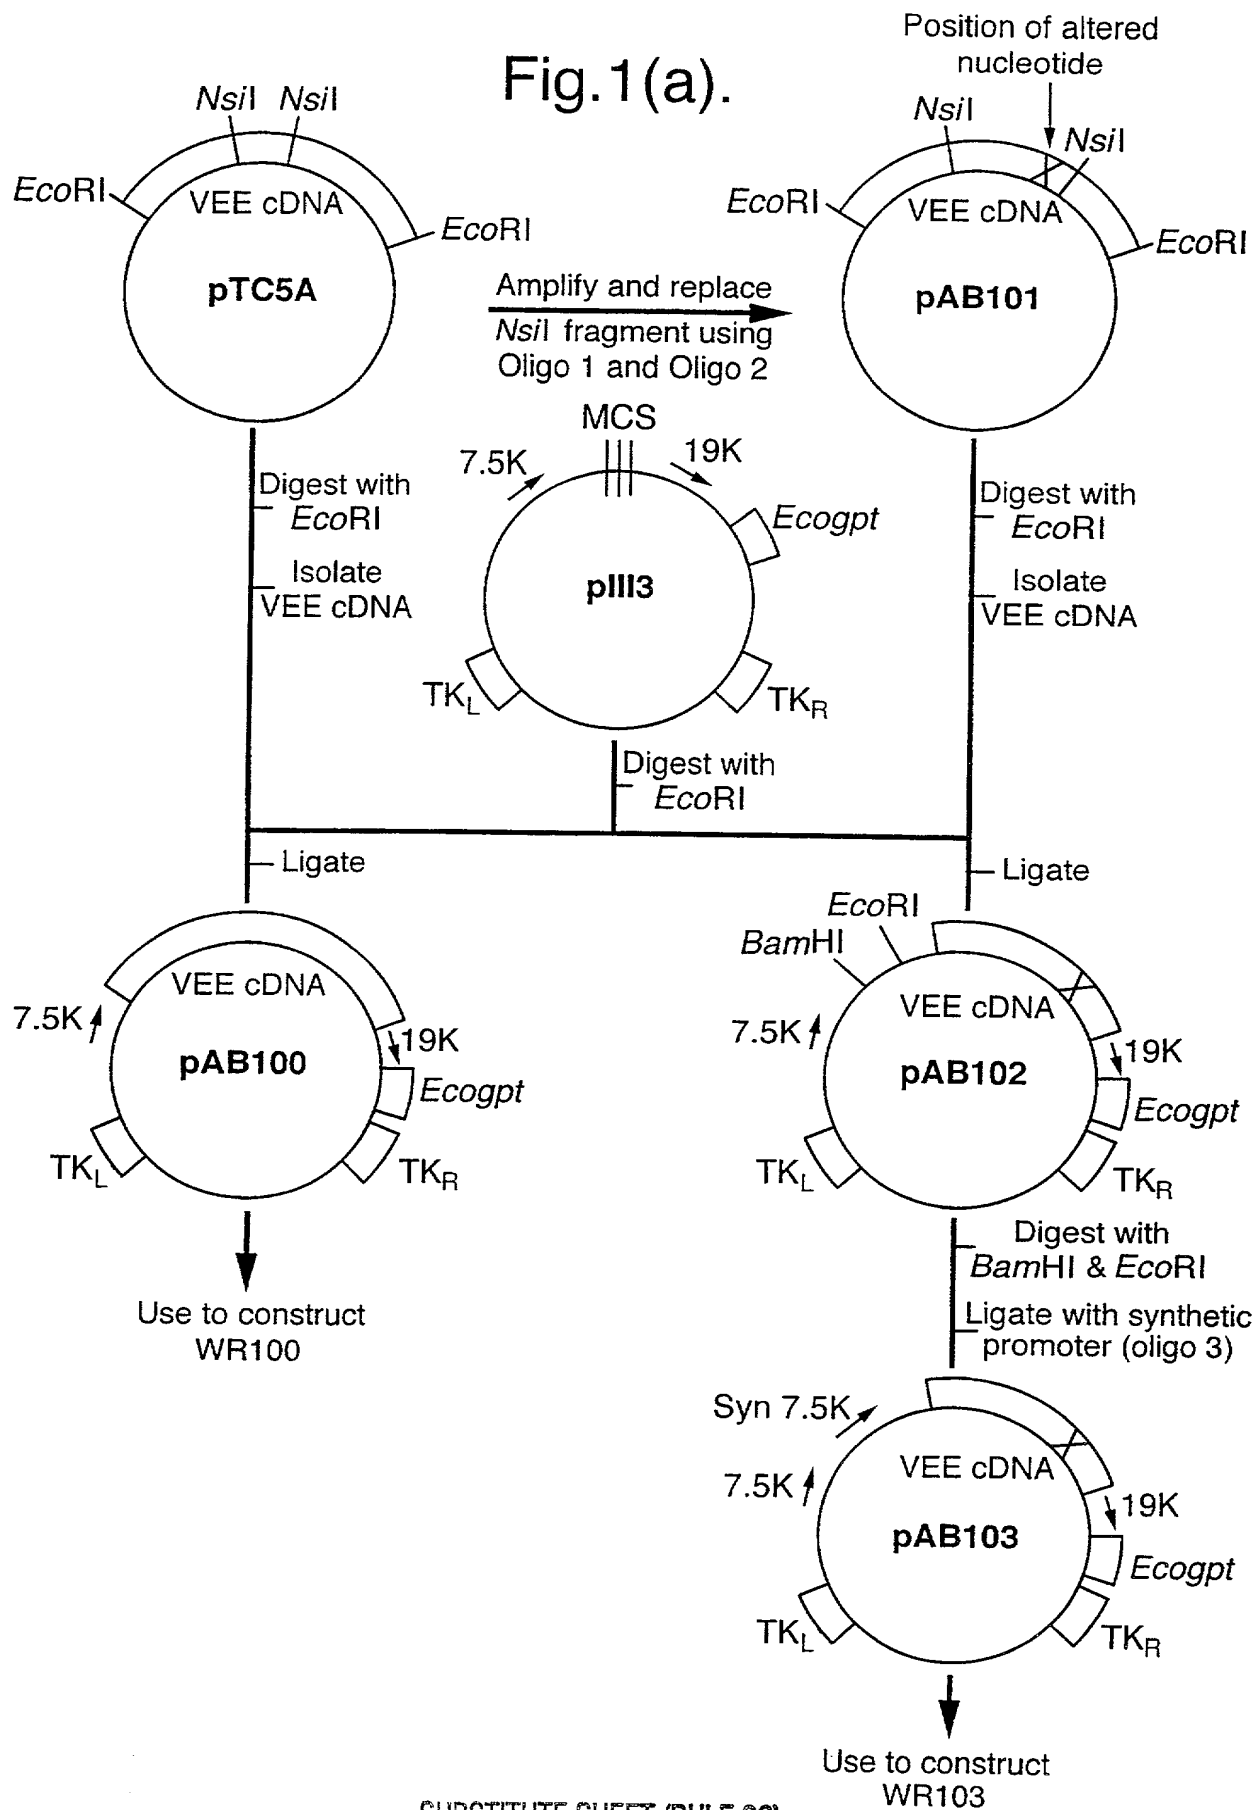 Fig.1(a).
Position of altered
nucleotide
NsiI NsiI
EcoRI
VEE cDNA
EcoRI
pTC5A
NsiI
NsiI
EcoRI
VEE cDNA
EcoRI
pAB101
Amplify and replace
NsiI fragment using
Oligo 1 and Oligo 2
MCS
7.5K
19K
Ecogpt
pIII3
TKL
TKR
Digest with
EcoRI
Isolate
VEE cDNA
Digest with
EcoRI
Isolate
VEE cDNA
Digest with
EcoRI
Ligate
Ligate
VEE cDNA
7.5K
19K
pAB100
Ecogpt
TKL
TKR
Use to construct
WR100
EcoRI
BamHI
VEE cDNA
7.5K
19K
pAB102
Ecogpt
TKL
TKR
Digest with
BamHI & EcoRI
Ligate with synthetic
promoter (oligo 3)
Syn 7.5K
VEE cDNA
7.5K
19K
pAB103
Ecogpt
TKL
TKR
Use to construct
WR103
SUBSTITUTE SHEET (RULE 26)